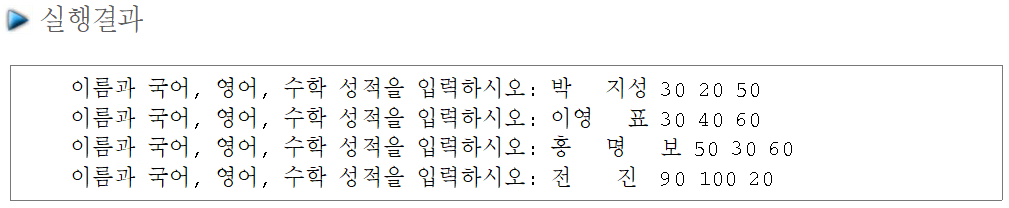 실행결과
이름과 국어, 영어, 수학 성적을 입력하시오: 박   지성 30 20 50
이름과 국어, 영어, 수학 성적을 입력하시오: 이영   표 30 40 60
이름과 국어, 영어, 수학 성적을 입력하시오: 홍   명   보 50 30 60
이름과 국어, 영어, 수학 성적을 입력하시오: 전    진  90 100 20